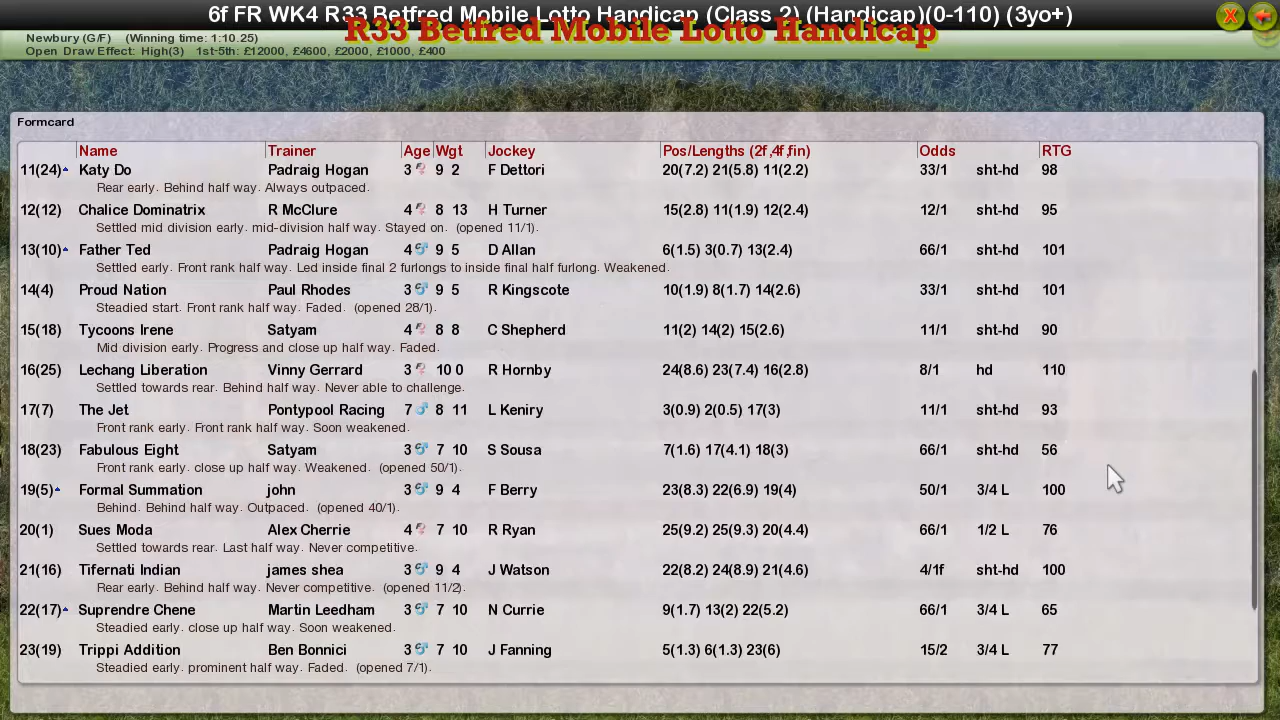 6f FR WK4 R33 Betfred Mobile Lotto Handicap (Class 2) (Handicap)(0-110) (3yo+)
R33 Betfred Mobile Lotto Handicap
Newbury (G/F) (Winning time: 1:10.25)
Open Draw Effect: High(3) 1st-5th: £12000, £4600, £2000, £1000, £400
Formcard
Name Trainer Age Wgt Jockey Pos/Lengths (2f,4f,fin) Odds RTG
11(24) Katy Do Padraig Hogan 3 9 2 F Dettori 20(7.2) 21(5.8) 11(2.2) 33/1 sht-hd 98
Rear early. Behind half way. Always outpaced.
12(12) Chalice Dominatrix R McClure 4 8 13 H Turner 15(2.8) 11(1.9) 12(2.4) 12/1 sht-hd 95
Settled mid division early. mid-division half way. Stayed on. (opened 11/1).
13(10) Father Ted Padraig Hogan 4 9 5 D Allan 6(1.5) 3(0.7) 13(2.4) 66/1 sht-hd 101
Settled early. Front rank half way. Led inside final 2 furlongs to inside final half furlong. Weakened.
14(4) Proud Nation Paul Rhodes 3 9 5 R Kingscote 10(1.9) 8(1.7) 14(2.6) 33/1 sht-hd 101
Steadied start. Front rank half way. Faded. (opened 28/1).
15(18) Tycoons Irene Satyam 4 8 8 C Shepherd 11(2) 14(2) 15(2.6) 11/1 sht-hd 90
Mid division early. Progress and close up half way. Faded.
16(25) Lechang Liberation Vinny Gerrard 3 10 0 R Hornby 24(8.6) 23(7.4) 16(2.8) 8/1 hd 110
Settled towards rear. Behind half way. Never able to challenge.
17(7) The Jet Pontypool Racing 7 8 11 L Keniry 3(0.9) 2(0.5) 17(3) 11/1 sht-hd 93
Front rank early. Front rank half way. Soon weakened.
18(23) Fabulous Eight Satyam 3 7 10 S Sousa 7(1.6) 17(4.1) 18(3) 66/1 sht-hd 56
Front rank early. close up half way. Weakened. (opened 50/1).
19(5) Formal Summation john 3 9 4 F Berry 23(8.3) 22(6.9) 19(4) 50/1 3/4 L 100
Behind. Behind half way. Outpaced. (opened 40/1).
20(1) Sues Moda Alex Cherrie 4 7 10 R Ryan 25(9.2) 25(9.3) 20(4.4) 66/1 1/2 L 76
Settled towards rear. Last half way. Never competitive.
21(16) Tifernati Indian james shea 3 9 4 J Watson 22(8.2) 24(8.9) 21(4.6) 4/1f sht-hd 100
Rear early. Behind half way. Never competitive. (opened 11/2).
22(17) Suprendre Chene Martin Leedham 3 7 10 N Currie 9(1.7) 13(2) 22(5.2) 66/1 3/4 L 65
Steadied early. close up half way. Soon weakened.
23(19) Trippi Addition Ben Bonnici 3 7 10 J Fanning 5(1.3) 6(1.3) 23(6) 15/2 3/4 L 77
Steadied early. prominent half way. Faded. (opened 7/1).